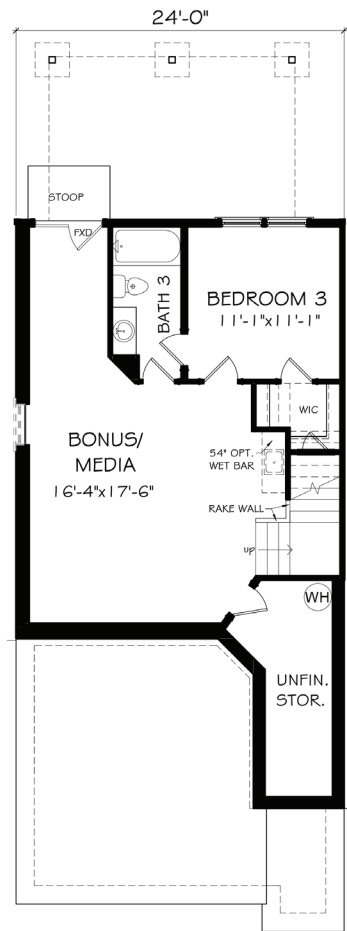 24'-0"
STOOP
FXD
BATH 3
BEDROOM 3
11'-1"x11'-1"
WIC
BONUS/
MEDIA
16'-4"x17'-6"
54" OPT.
WET BAR
RAKE WALL
UP
WH
UNFIN.
STOR.